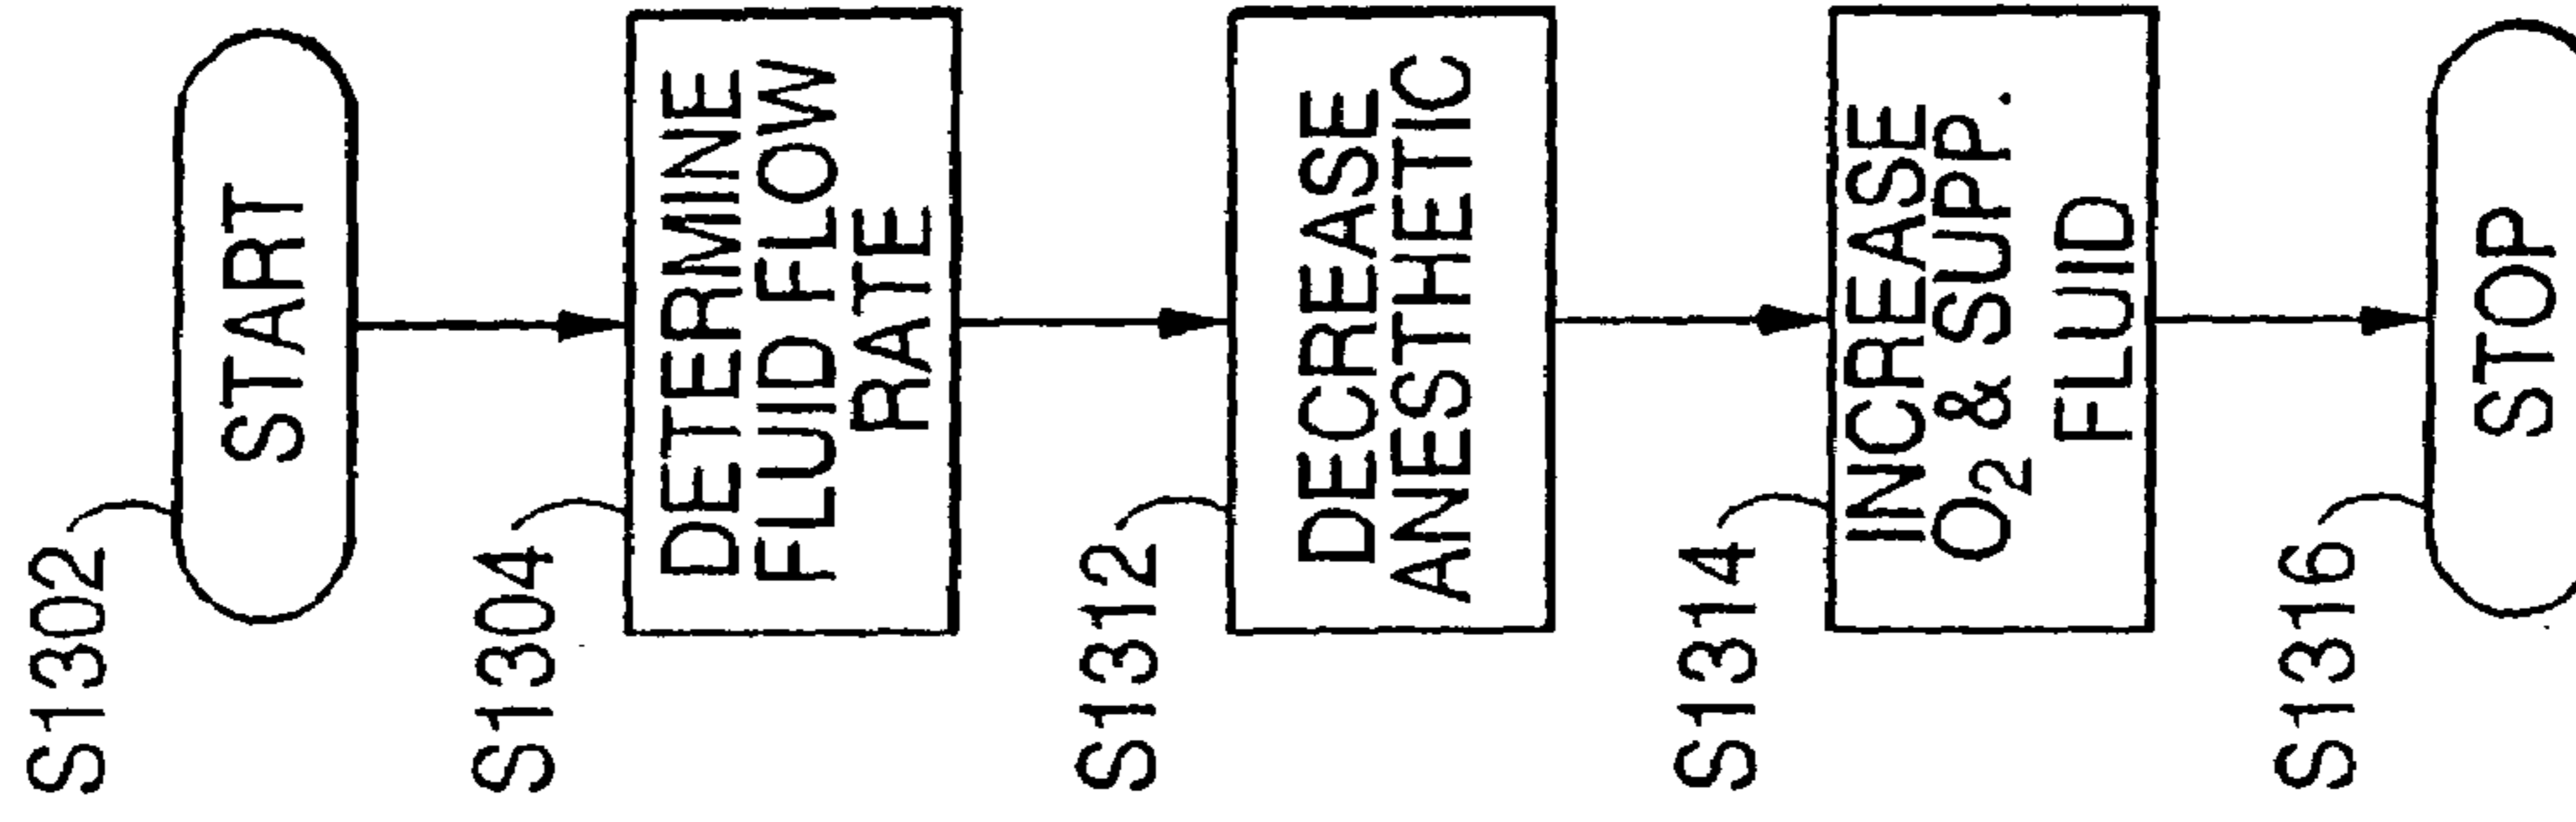 S1302
START
S1304
DETERMINE
FLUID FLOW
RATE
S1312
DECREASE
ANESTHETIC
S1314
INCREASE
O₂ & SUPP.
FLUID
S1316
STOP